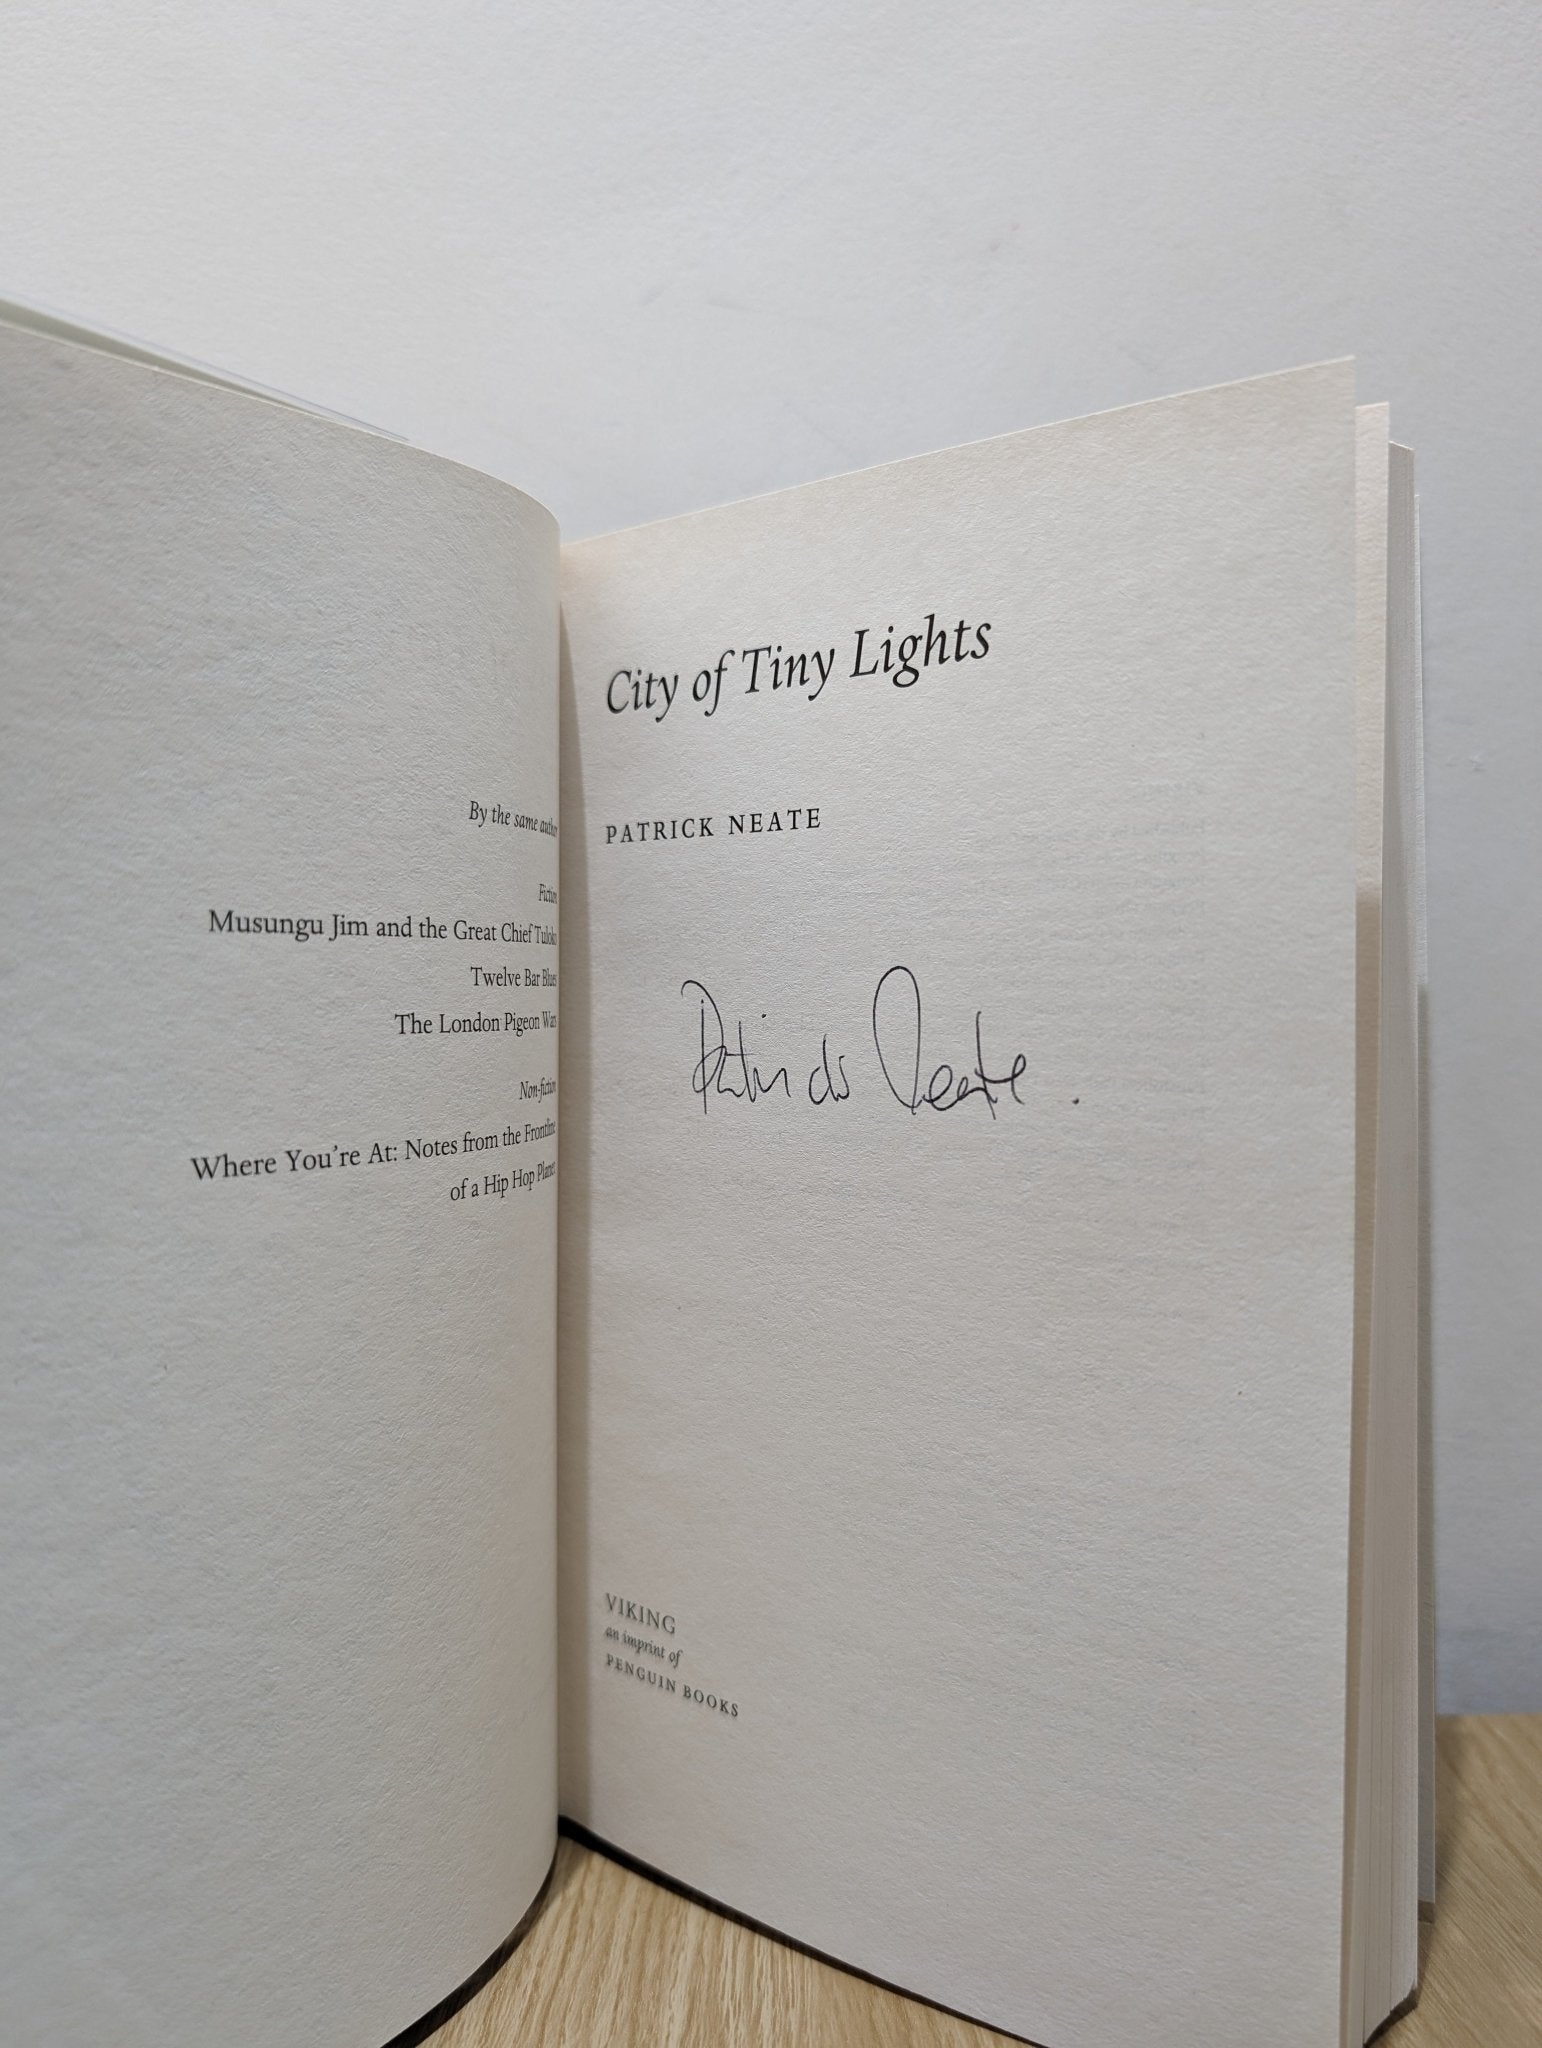 By the same author
Fiction
Musungu Jim and the Great Chief Tuloko
Twelve Bar Blues
The London Pigeon Wars
Non-fiction
Where You're At: Notes from the Frontline
of a Hip Hop Planet
City of Tiny Lights
PATRICK NEATE
Patrick Neate.
VIKING
an imprint of
PENGUIN BOOKS